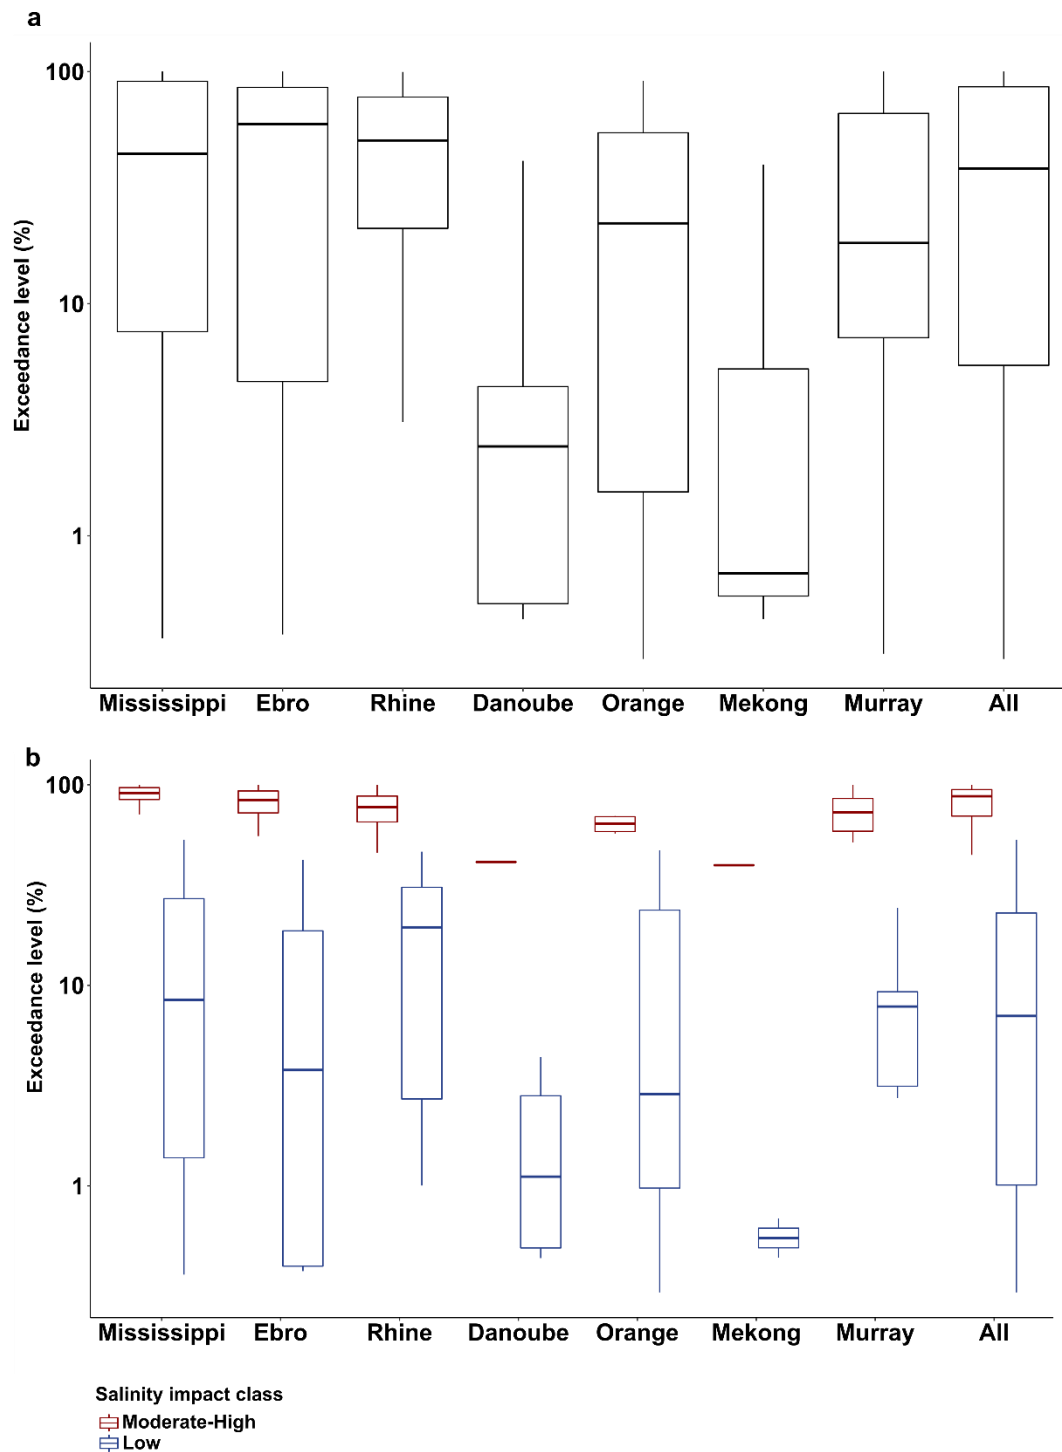 a
100
10
1
Exceedance level (%)
Mississippi Ebro Rhine Danoube Orange Mekong Murray All
b
100
10
1
Exceedance level (%)
Mississippi Ebro Rhine Danoube Orange Mekong Murray All
Salinity impact class
Moderate-High
Low